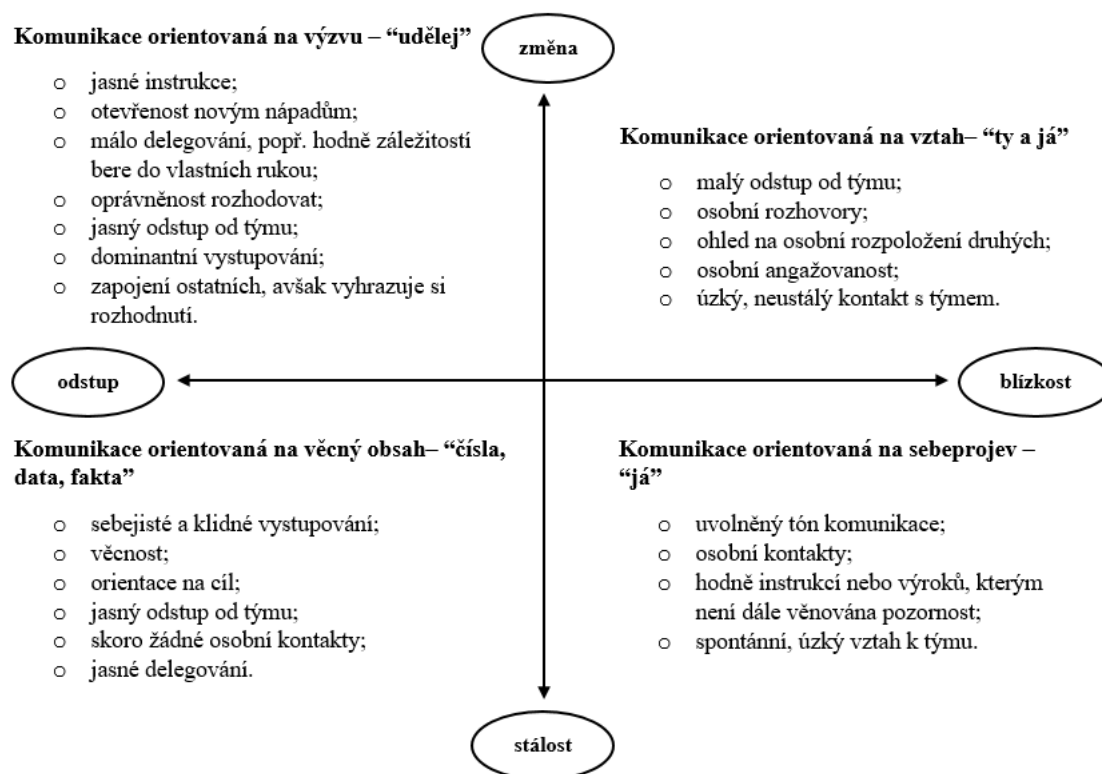 změna
Komunikace orientovaná na výzvu – “udělej”
o jasné instrukce;
o otevřenost novým nápadům;
o málo delegování, popř. hodně záležitostí
bere do vlastních rukou;
o oprávněnost rozhodovat;
o jasný odstup od týmu;
o dominantní vystupování;
o zapojení ostatních, avšak vyhrazuje si
rozhodnutí.
Komunikace orientovaná na vztah– “ty a já”
o malý odstup od týmu;
o osobní rozhovory;
o ohled na osobní rozpoložení druhých;
o osobní angažovanost;
o úzký, neustálý kontakt s týmem.
odstup
blízkost
Komunikace orientovaná na věcný obsah– “čísla,
data, fakta”
o sebejisté a klidné vystupování;
o věcnost;
o orientace na cíl;
o jasný odstup od týmu;
o skoro žádné osobní kontakty;
o jasné delegování.
Komunikace orientovaná na sebeprojev –
“já”
o uvolněný tón komunikace;
o osobní kontakty;
o hodně instrukcí nebo výroků, kterým
není dále věnována pozornost;
o spontánní, úzký vztah k týmu.
stálost